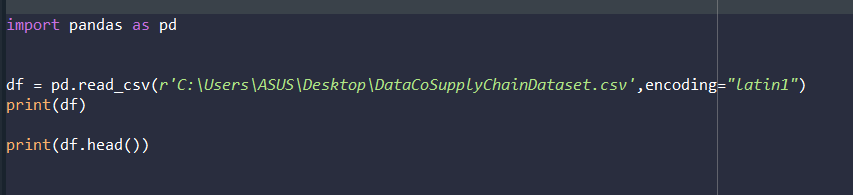 import pandas as pd
df = pd.read_csv(r'C:\Users\ASUS\Desktop\DataCoSupplyChainDataset.csv',encoding="latin1")
print(df)
print(df.head())